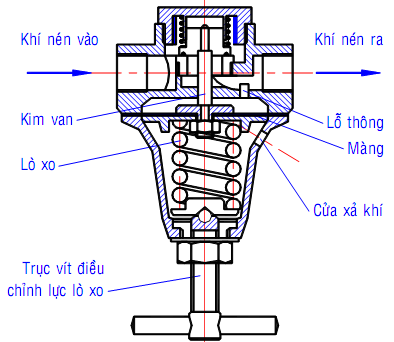 Khí nén vào
Khí nén ra
Kim van
Lỗ thông
Màng
Lò xo
Cửa xả khí
Trục vít điều
chỉnh lực lò xo